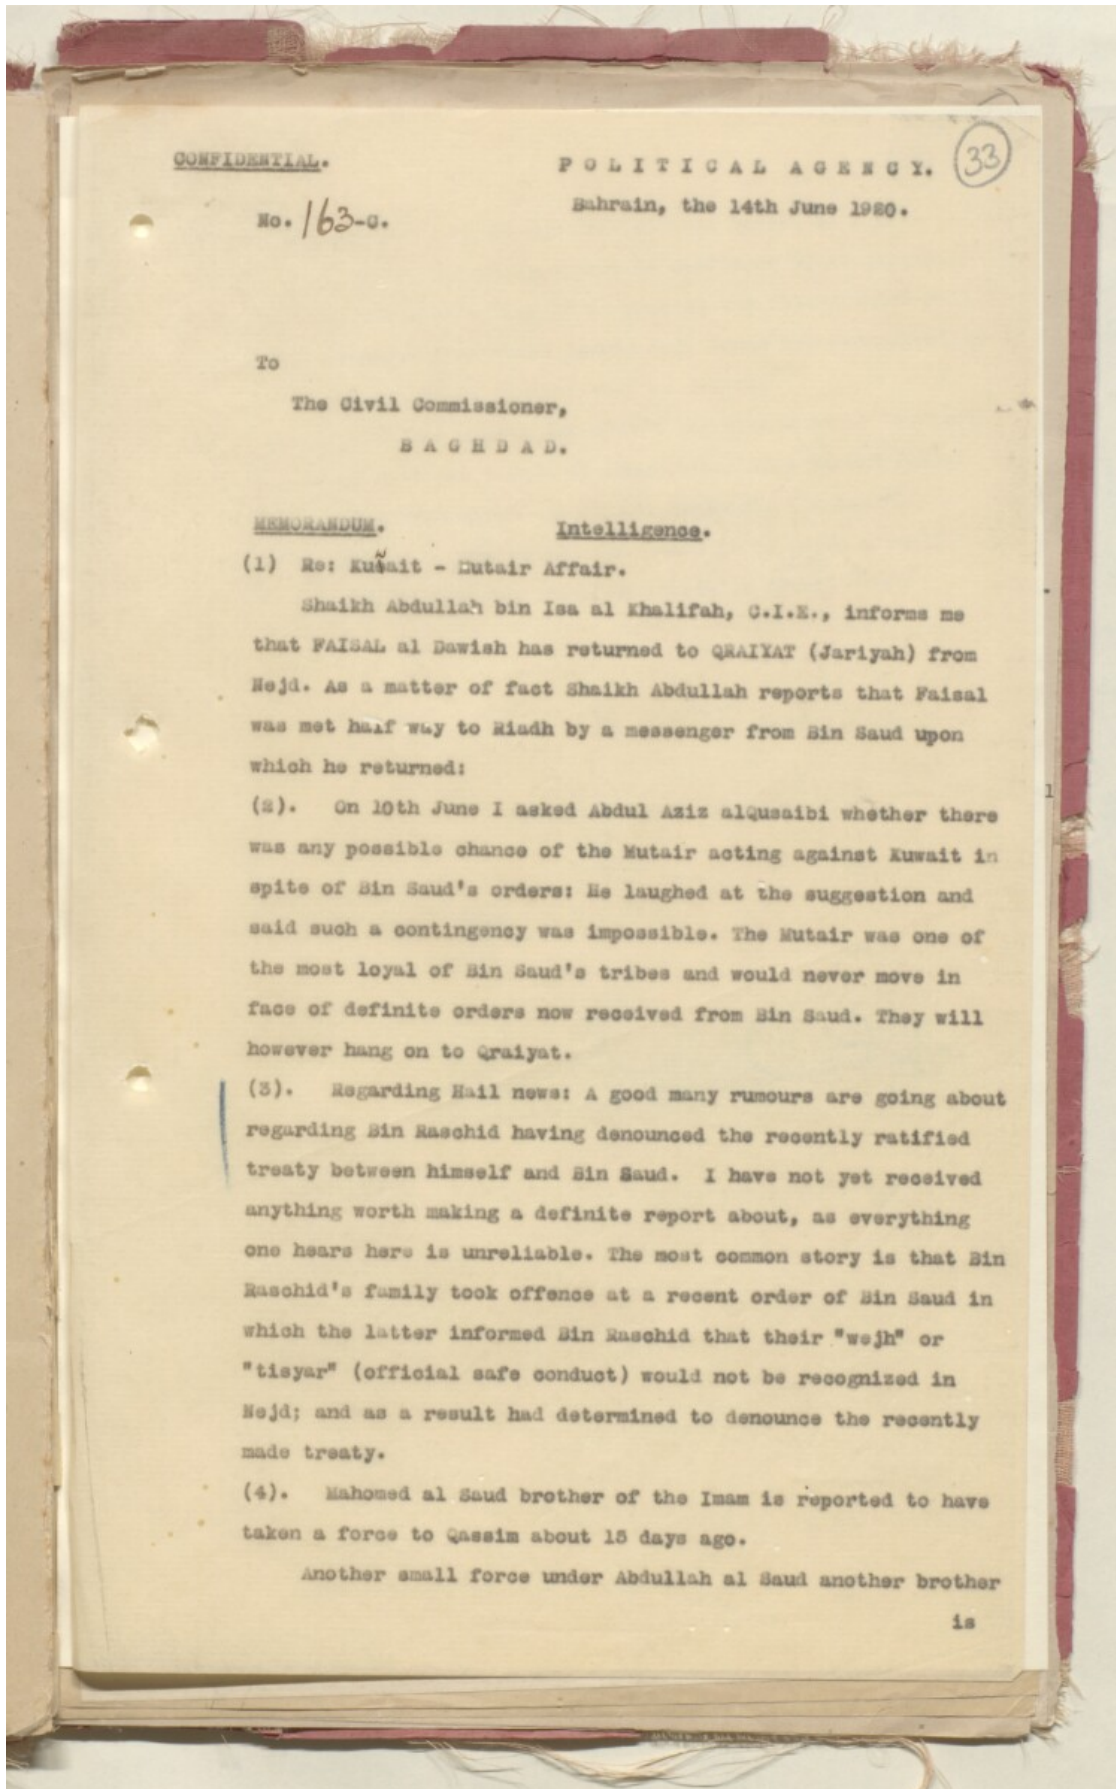 33
CONFIDENTIAL.
POLITICAL AGENCY.
Bahrain, the 14th June 1920.
No. 163-C.
To
The Civil Commissioner,
BAGHDAD.
MEMORANDUM. Intelligence.
(1) Re: Kuwait - Mutair Affair.
Shaikh Abdullah bin Isa al Khalifah, C.I.E., informs me
that FAISAL al Dawish has returned to QRAIYAT (Jariyah) from
Nejd. As a matter of fact Shaikh Abdullah reports that Faisal
was met half way to Riadh by a messenger from Bin Saud upon
which he returned:
(2). On 10th June I asked Abdul Aziz alQusaibi whether there
was any possible chance of the Mutair acting against Kuwait in
spite of Bin Saud's orders: He laughed at the suggestion and
said such a contingency was impossible. The Mutair was one of
the most loyal of Bin Saud's tribes and would never move in
face of definite orders now received from Bin Saud. They will
however hang on to Qraiyat.
(3). Regarding Hail news: A good many rumours are going about
regarding Bin Raschid having denounced the recently ratified
treaty between himself and Bin Saud. I have not yet received
anything worth making a definite report about, as everything
one hears here is unreliable. The most common story is that Bin
Raschid's family took offence at a recent order of Bin Saud in
which the latter informed Bin Raschid that their "wejh" or
"tisyar" (official safe conduct) would not be recognized in
Nejd; and as a result had determined to denounce the recently
made treaty.
(4). Mahomed al Saud brother of the Imam is reported to have
taken a force to Qassim about 15 days ago.
Another small force under Abdullah al Saud another brother
is